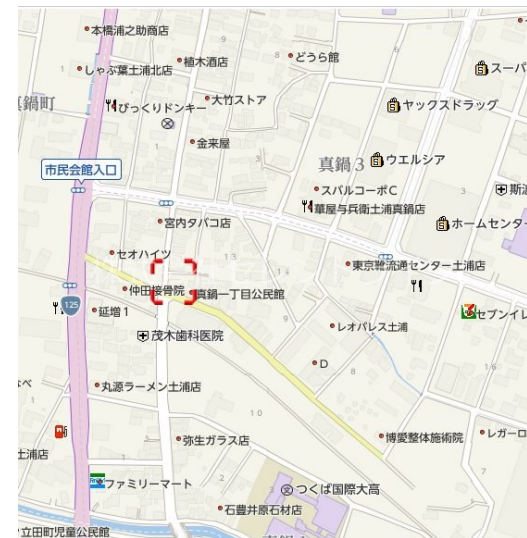 本橋浦之助商店
植木酒店
どうら館
しゃぶ葉土浦北店
スーパ
真鍋町
びっくりドンキー
大竹ストア
ヤックスドラッグ
金来屋
市民会館入口
真鍋3
ウエルシア
スバルコーポC
華屋与兵衛土浦真鍋店
斯波
宮内タバコ店
ホームセンタ
セオハイツ
13
東京靴流通センター土浦店
仲田接骨院
真鍋一丁目公民館
125
延増1
セブンイレ
レオパレス土浦
茂木歯科医院
D
8
16
なべ
丸源ラーメン土浦店
10
弥生ガラス店
博愛整体施術院
レガーロ
土浦店
ファミリーマート
つくば国際大高
石豊井原石材店
立田町児童公民館